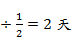 ÷ 1/2 = 2 天